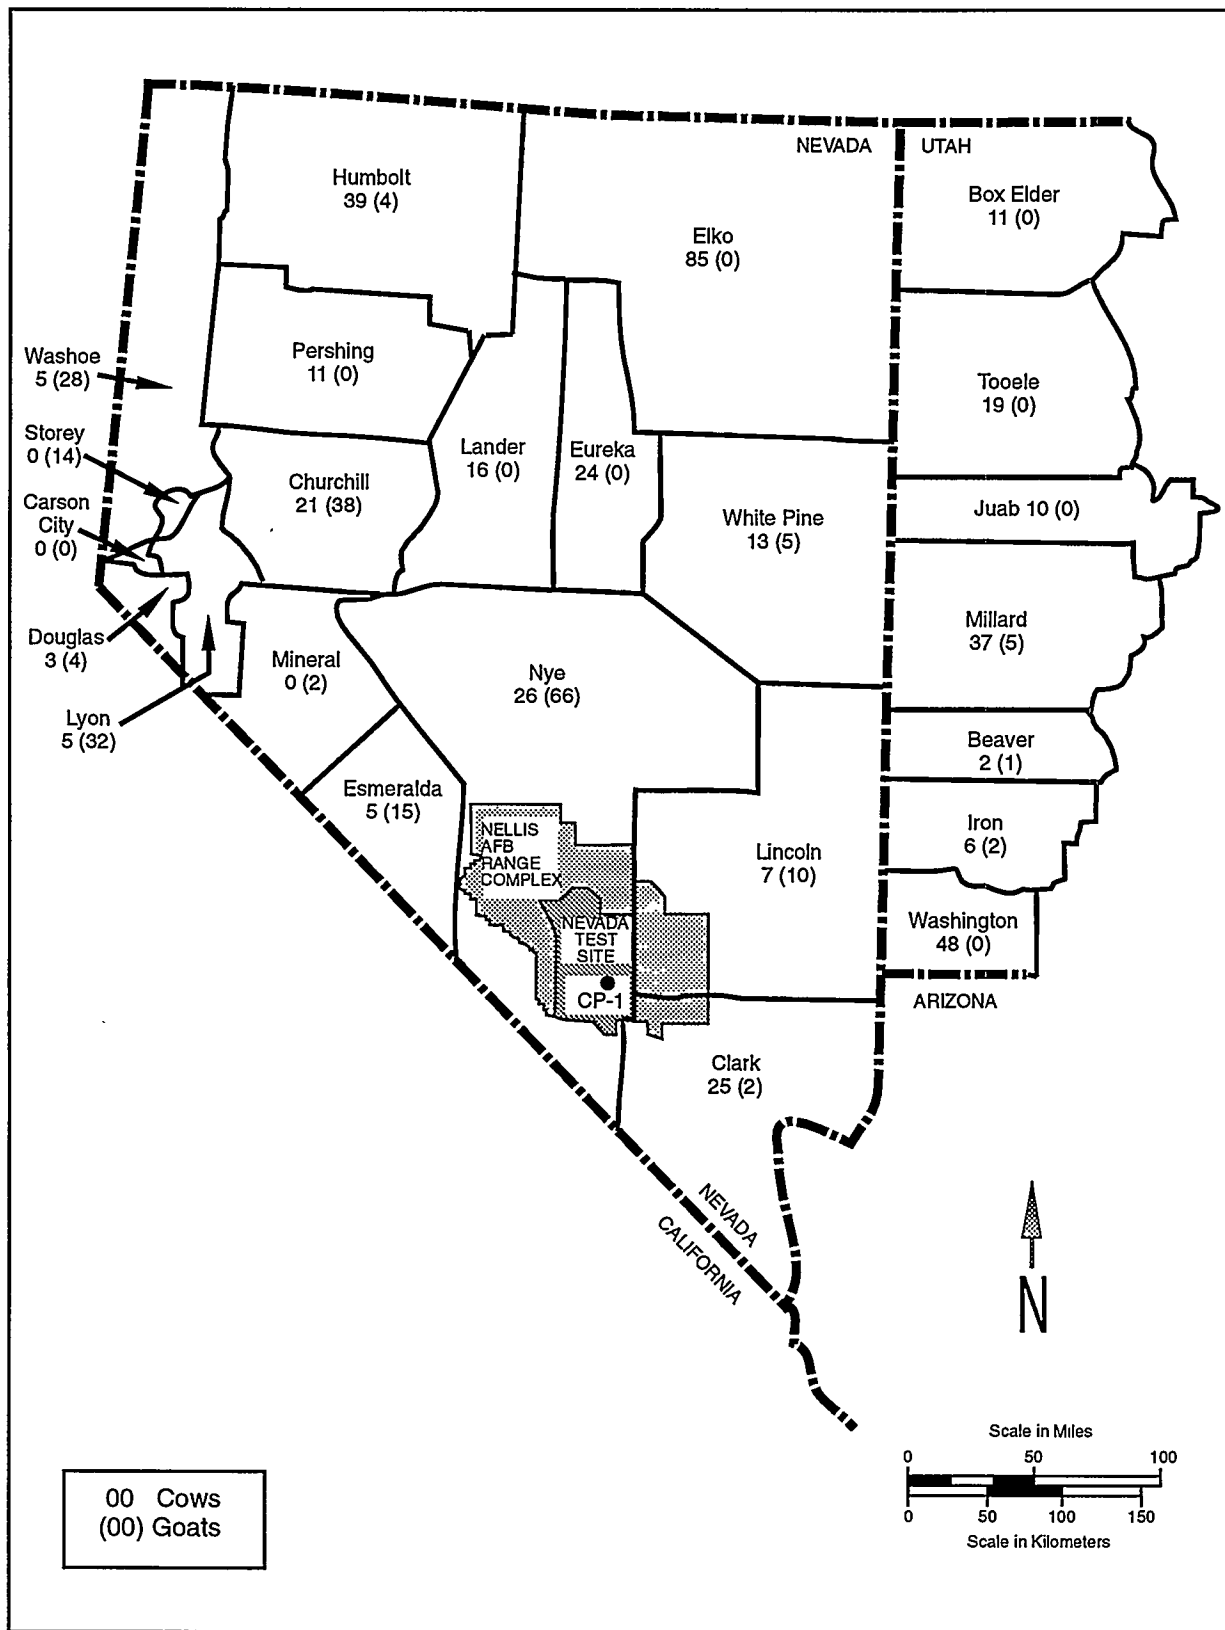 NEVADA
UTAH
Humbolt
39 (4)
Box Elder
11 (0)
Elko
85 (0)
Washoe
5 (28)
Pershing
11 (0)
Tooele
19 (0)
Storey
0 (14)
Churchill
21 (38)
Lander
16 (0)
Eureka
24 (0)
Carson
City
0 (0)
White Pine
13 (5)
Juab 10 (0)
Douglas
3 (4)
Mineral
0 (2)
Nye
26 (66)
Millard
37 (5)
Lyon
5 (32)
Beaver
2 (1)
Esmeralda
5 (15)
NELLIS
AFB
RANGE
COMPLEX
Lincoln
7 (10)
Iron
6 (2)
NEVADA
TEST
SITE
Washington
48 (0)
CP-1
ARIZONA
Clark
25 (2)
NEVADA
CALIFORNIA
N
Scale in Miles
0 50 100
0 50 100 150
Scale in Kilometers
00 Cows
(00) Goats